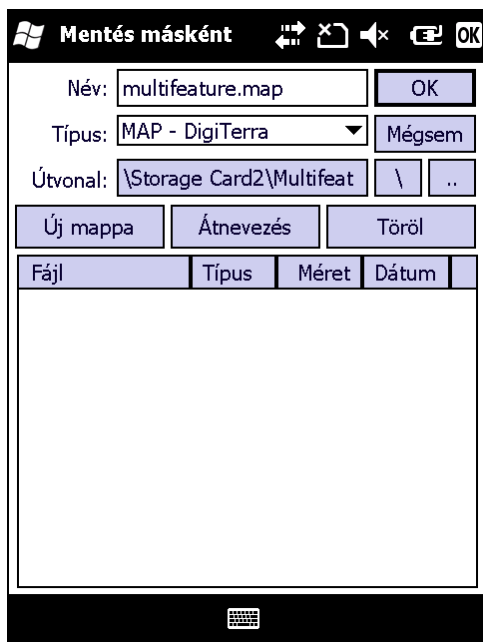 Mentés másként OK
Név: multifeature.map OK
Típus: MAP - DigiTerra Mégsem
Útvonal: \Storage Card2\Multifeat \ ..
Új mappa Átnevezés Töröl
Fájl Típus Méret Dátum